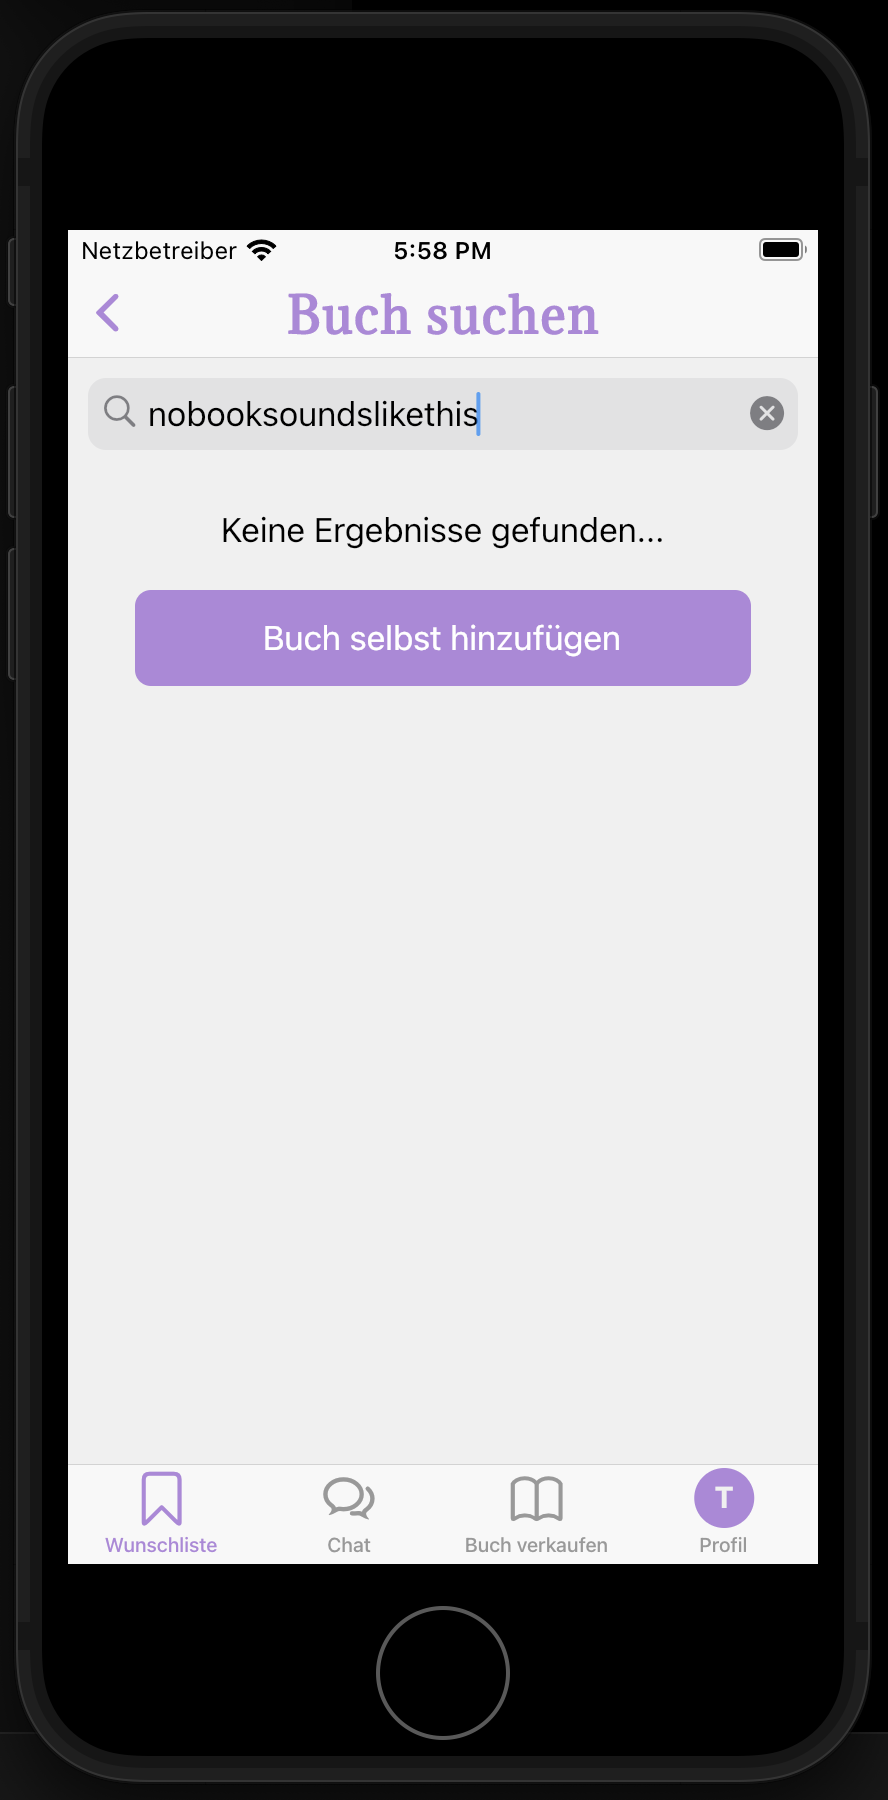 Netzbetreiber 5:58 PM
Buch suchen
nobooksoundslikethis
Keine Ergebnisse gefunden...
Buch selbst hinzufügen
T
Wunschliste Chat Buch verkaufen Profil